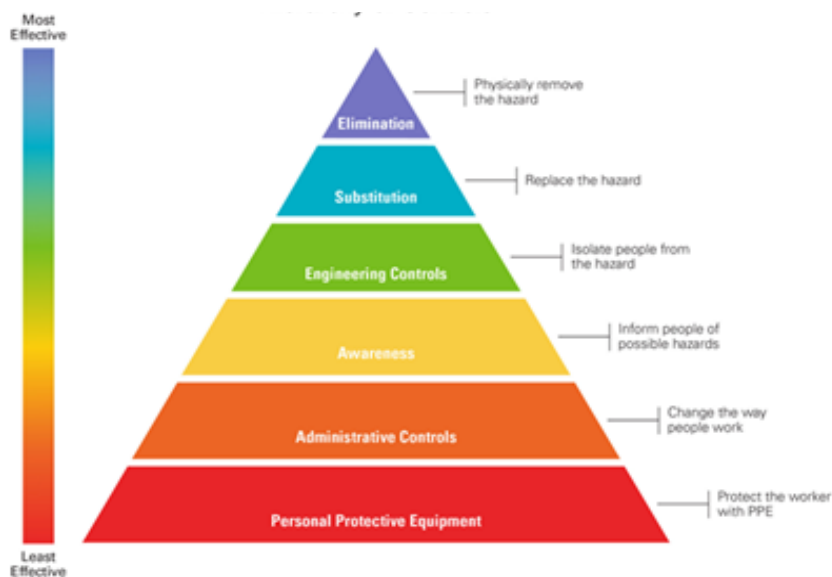 Most
Effective
Elimination
Physically remove
the hazard
Substitution
Replace the hazard
Engineering Controls
Isolate people from
the hazard
Awareness
Inform people of
possible hazards
Administrative Controls
Change the way
people work
Personal Protective Equipment
Protect the worker
with PPE
Least
Effective